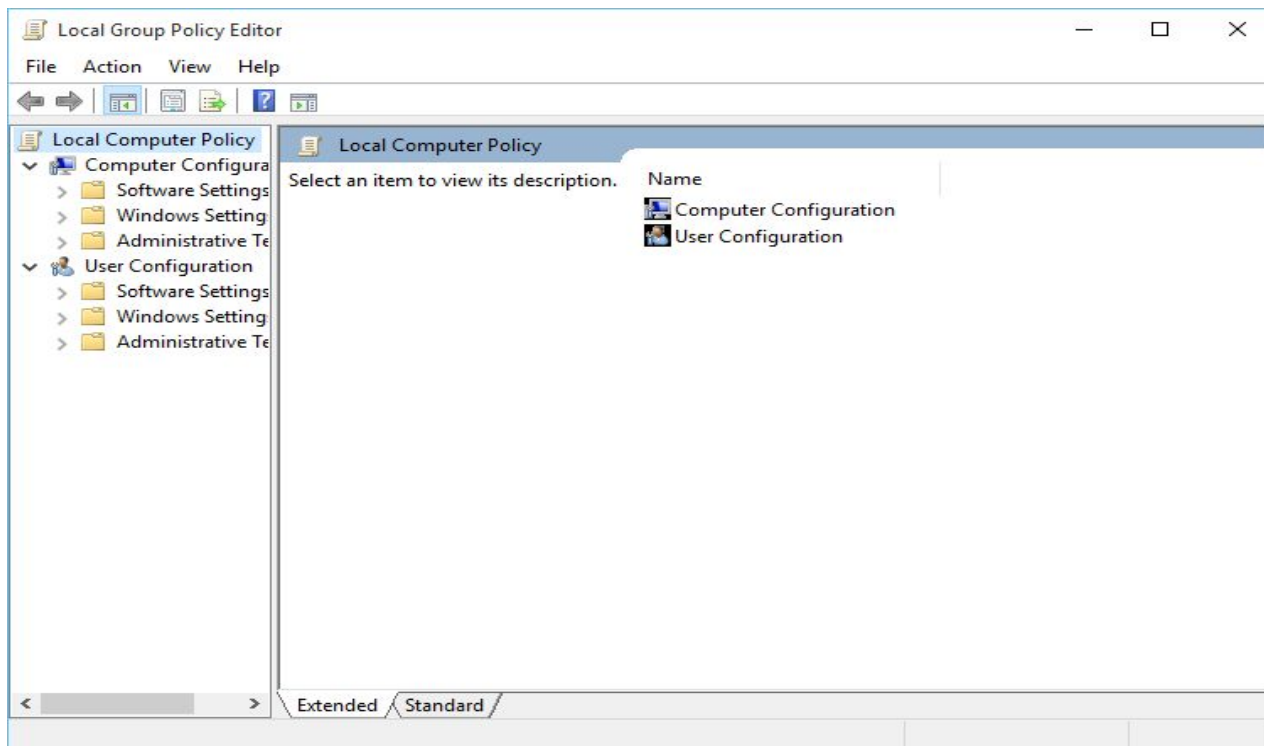 Local Group Policy Editor
File Action View Help
Local Computer Policy
Computer Configura
Software Settings
Windows Setting
Administrative Te
User Configuration
Software Settings
Windows Setting
Administrative Te
Local Computer Policy
Select an item to view its description.
Name
Computer Configuration
User Configuration
Extended Standard